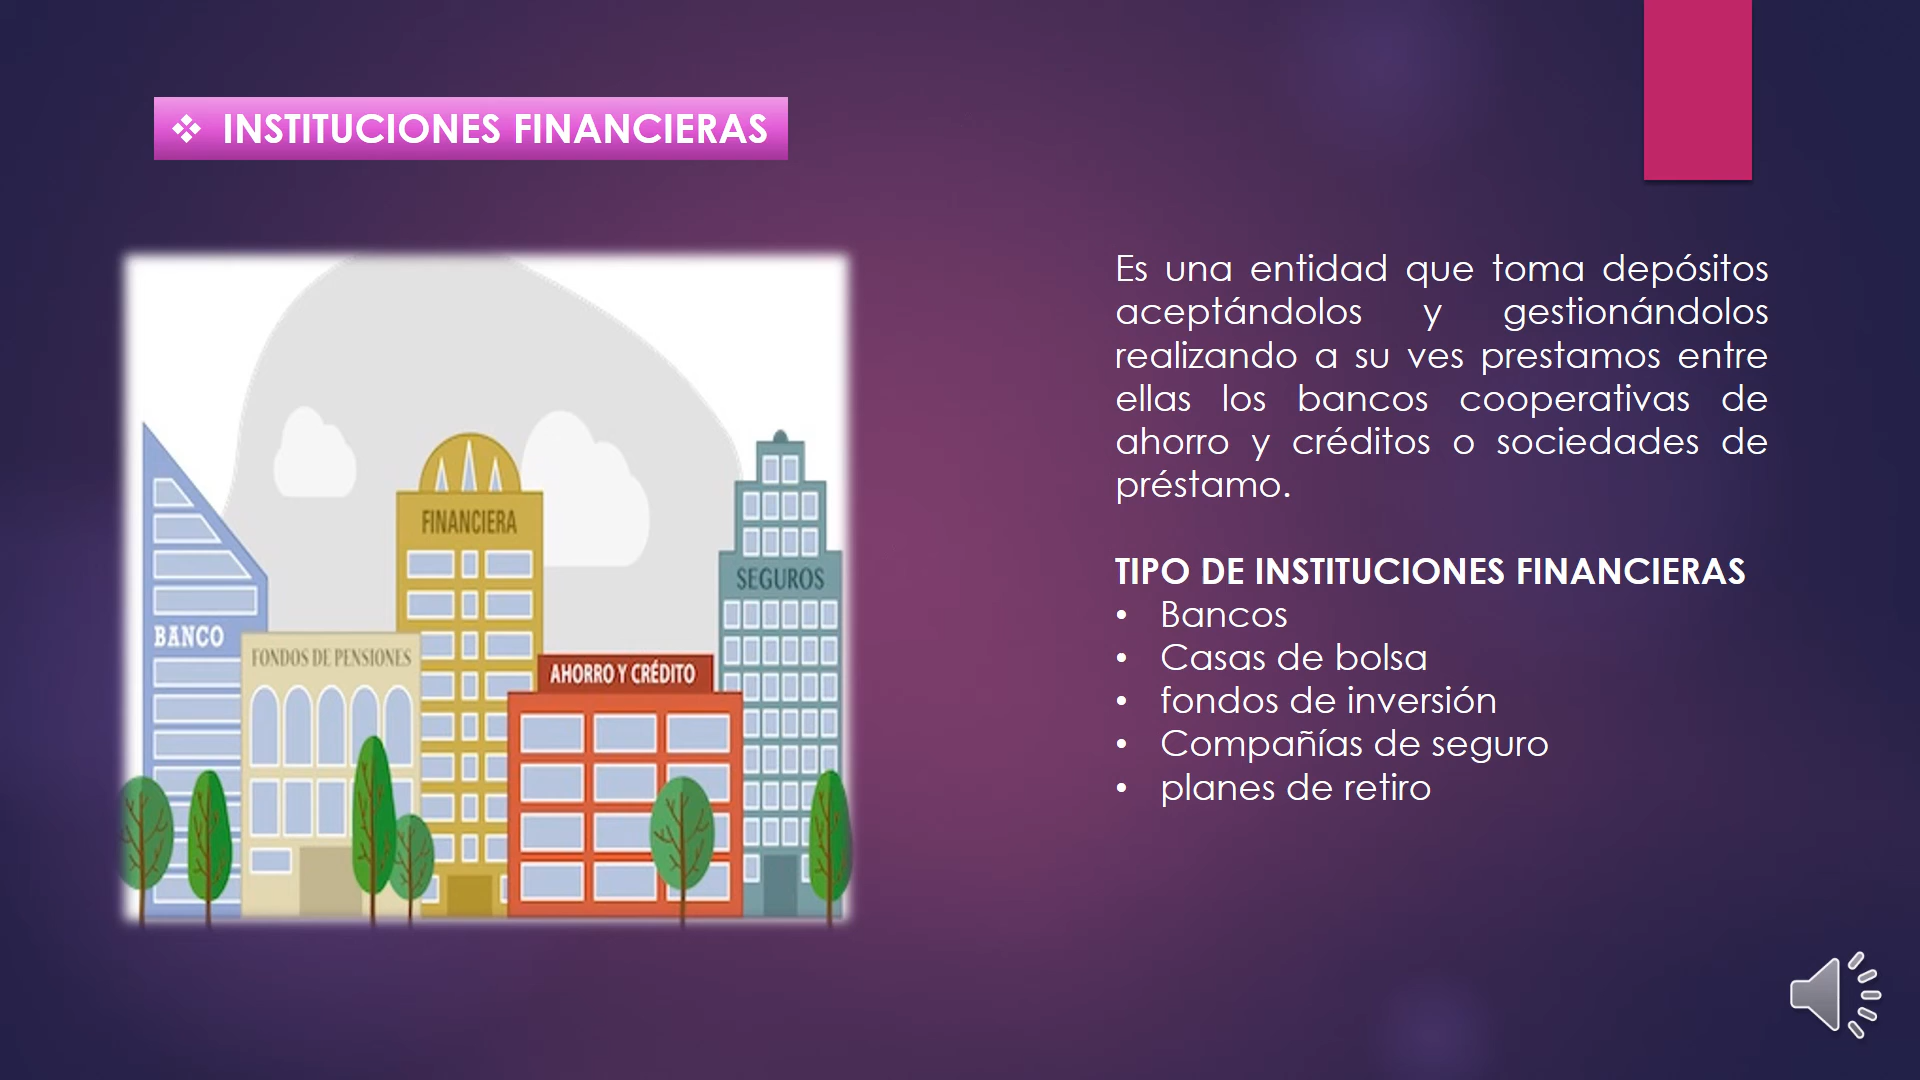 ❖ INSTITUCIONES FINANCIERAS
Es una entidad que toma depósitos
aceptándolos y gestionándolos
realizando a su ves prestamos entre
ellas los bancos cooperativas de
ahorro y créditos o sociedades de
préstamo.
TIPO DE INSTITUCIONES FINANCIERAS
• Bancos
• Casas de bolsa
• fondos de inversión
• Compañías de seguro
• planes de retiro
FINANCIERA
SEGUROS
BANCO
FONDOS DE PENSIONES
AHORRO Y CRÉDITO